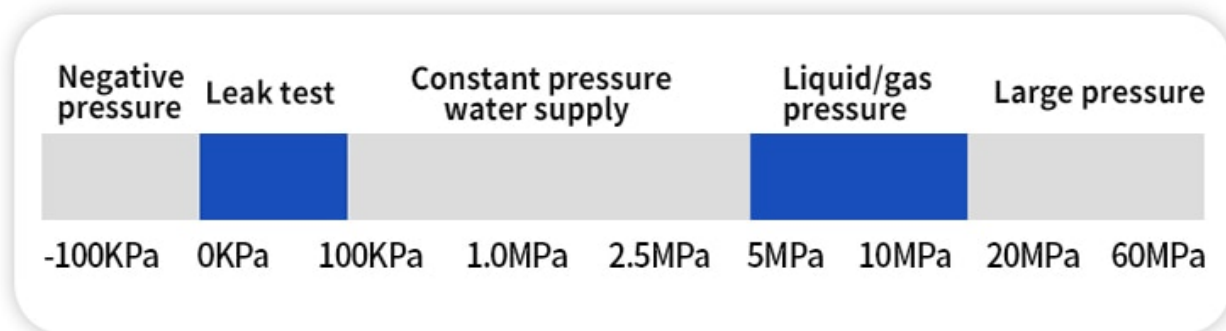 Negative
pressure
Leak test
Constant pressure
water supply
Liquid/gas
pressure
Large pressure
-100KPa 0KPa 100KPa 1.0MPa 2.5MPa 5MPa 10MPa 20MPa 60MPa